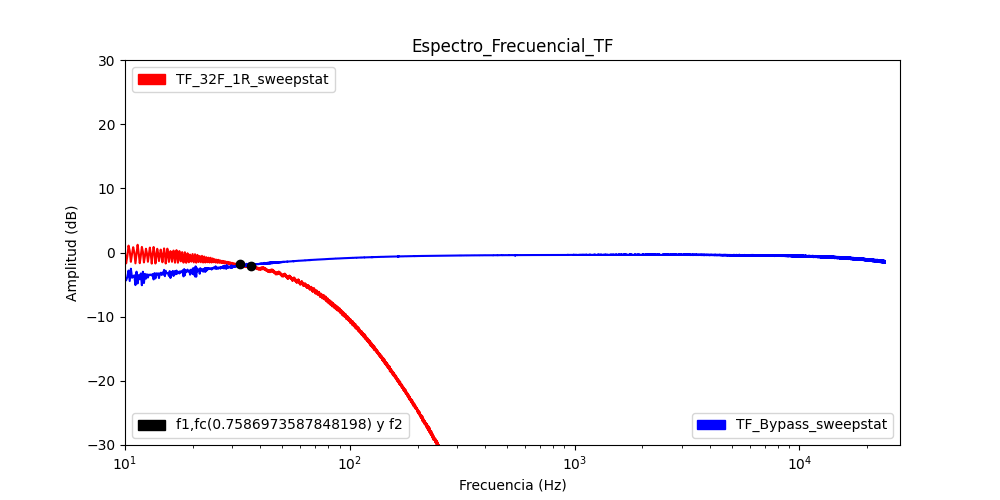 Espectro_Frecuencial_TF
TF_32F_1R_sweepstat
30
20
10
0
−10
−20
−30
Amplitud (dB)
f1,fc(0.7586973587848198) y f2
TF_Bypass_sweepstat
10¹
10²
10³
10⁴
Frecuencia (Hz)